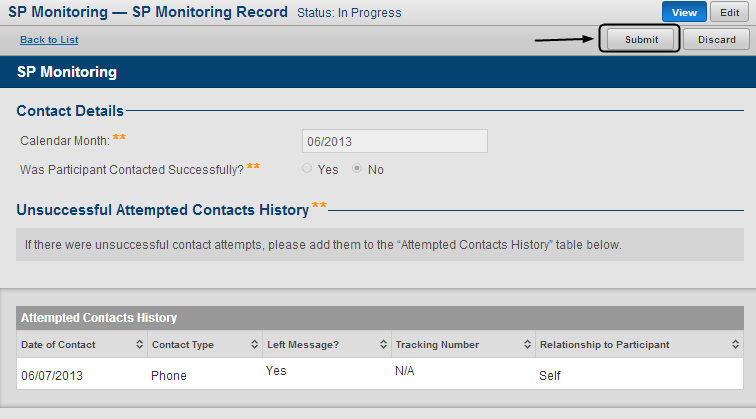 SP Monitoring — SP Monitoring Record Status: In Progress View Edit
Back to List Submit Discard
SP Monitoring
Contact Details
Calendar Month: ** 06/2013
Was Participant Contacted Successfully? ** Yes No
Unsuccessful Attempted Contacts History **
If there were unsuccessful contact attempts, please add them to the “Attempted Contacts History” table below.
Attempted Contacts History
Date of Contact Contact Type Left Message? Tracking Number Relationship to Participant
06/07/2013 Phone Yes N/A Self